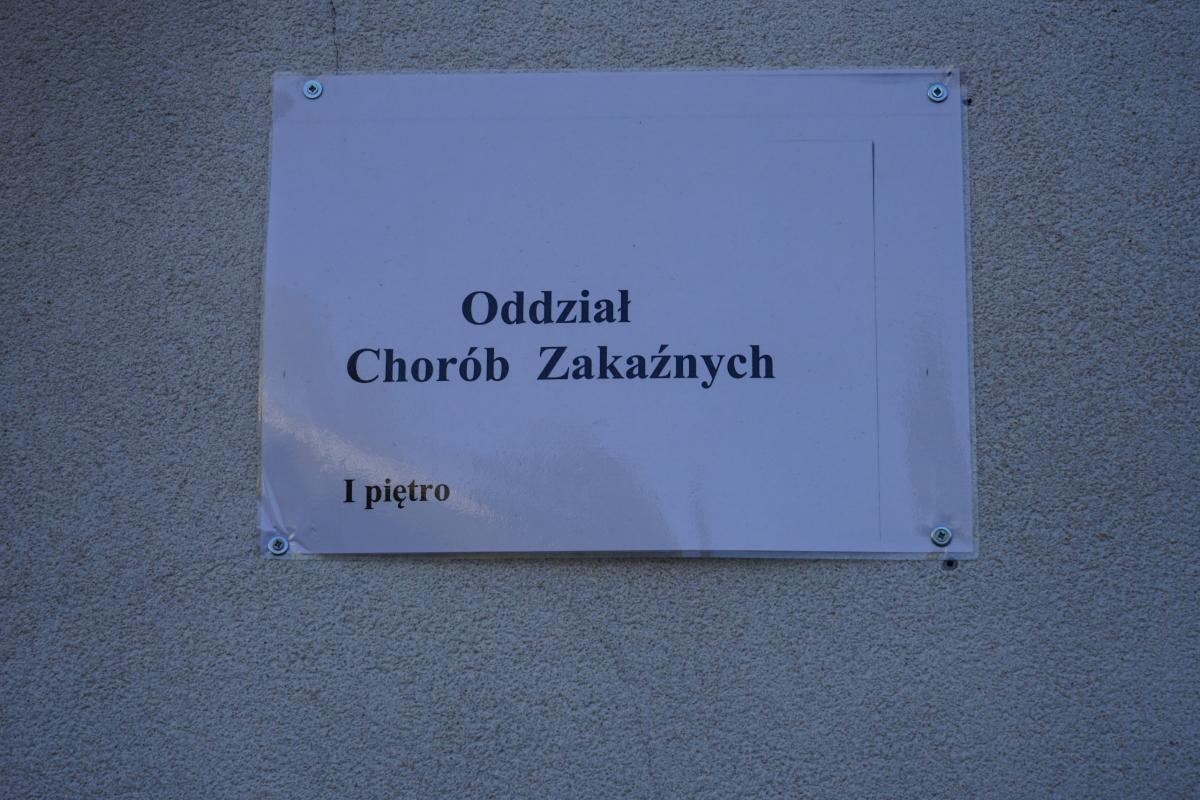 Oddział
Chorób Zakaźnych
I piętro